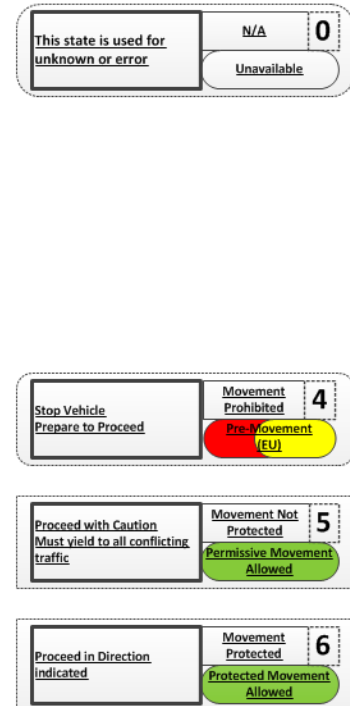 This state is used for
unknown or error
N/A
0
Unavailable
Stop Vehicle
Prepare to Proceed
Movement
Prohibited
4
Pre-Movement
(EU)
Proceed with Caution
Must yield to all conflicting
traffic
Movement Not
Protected
5
Permissive Movement
Allowed
Proceed in Direction
indicated
Movement
Protected
6
Protected Movement
Allowed